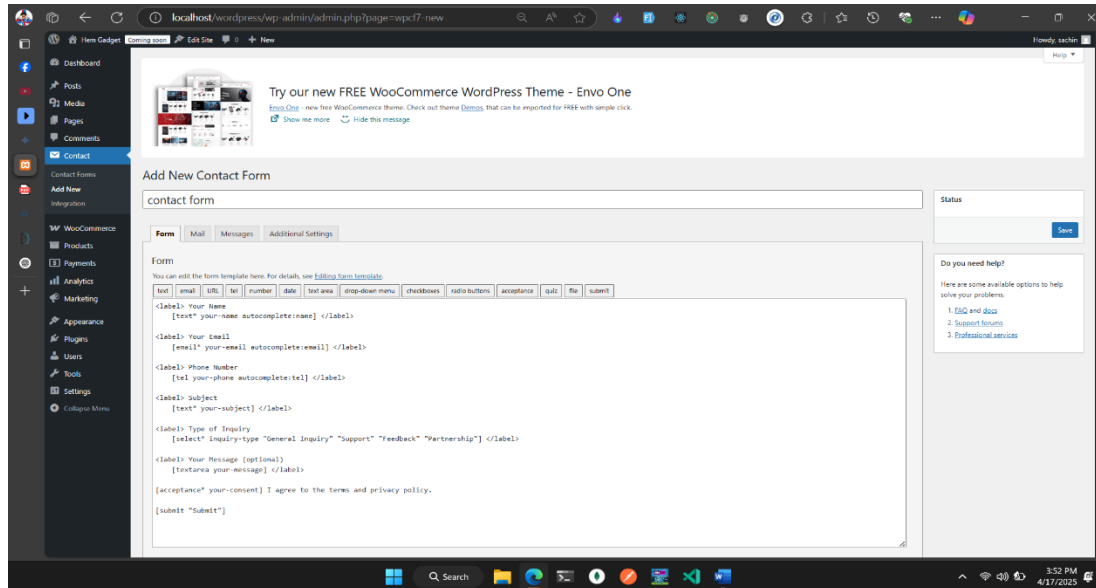 localhost/wordpress/wp-admin/admin.php?page=wpcf7-new
Hem Gadget Coming soon Edit Site 0 + New
Howdy, sachin
Help
Dashboard
Posts
Media
Pages
Comments
Contact
Contact Forms
Add New
Integration
WooCommerce
Products
Payments
Analytics
Marketing
Appearance
Plugins
Users
Tools
Settings
Collapse Menu
Try our new FREE WooCommerce WordPress Theme - Envo One
Envo One - new free WooCommerce theme. Check out theme Demos, that can be imported for FREE with simple click.
Show me more Hide this message
Add New Contact Form
contact form
Form Mail Messages Additional Settings
Form
You can edit the form template here. For details, see Editing form template.
text email URL tel number date text area drop-down menu checkboxes radio buttons acceptance quiz file submit
<label> Your Name
[text* your-name autocomplete:name] </label>
<label> Your Email
[email* your-email autocomplete:email] </label>
<label> Phone Number
[tel your-phone autocomplete:tel] </label>
<label> Subject
[text* your-subject] </label>
<label> Type of Inquiry
[select* inquiry-type "General Inquiry" "Support" "Feedback" "Partnership"] </label>
<label> Your Message (optional)
[textarea your-message] </label>
[acceptance* your-consent] I agree to the terms and privacy policy.
[submit "Submit"]
Status
Save
Do you need help?
Here are some available options to help
solve your problems.
1. FAQ and docs
2. Support forums
3. Professional services
Search
3:52 PM
4/17/2025